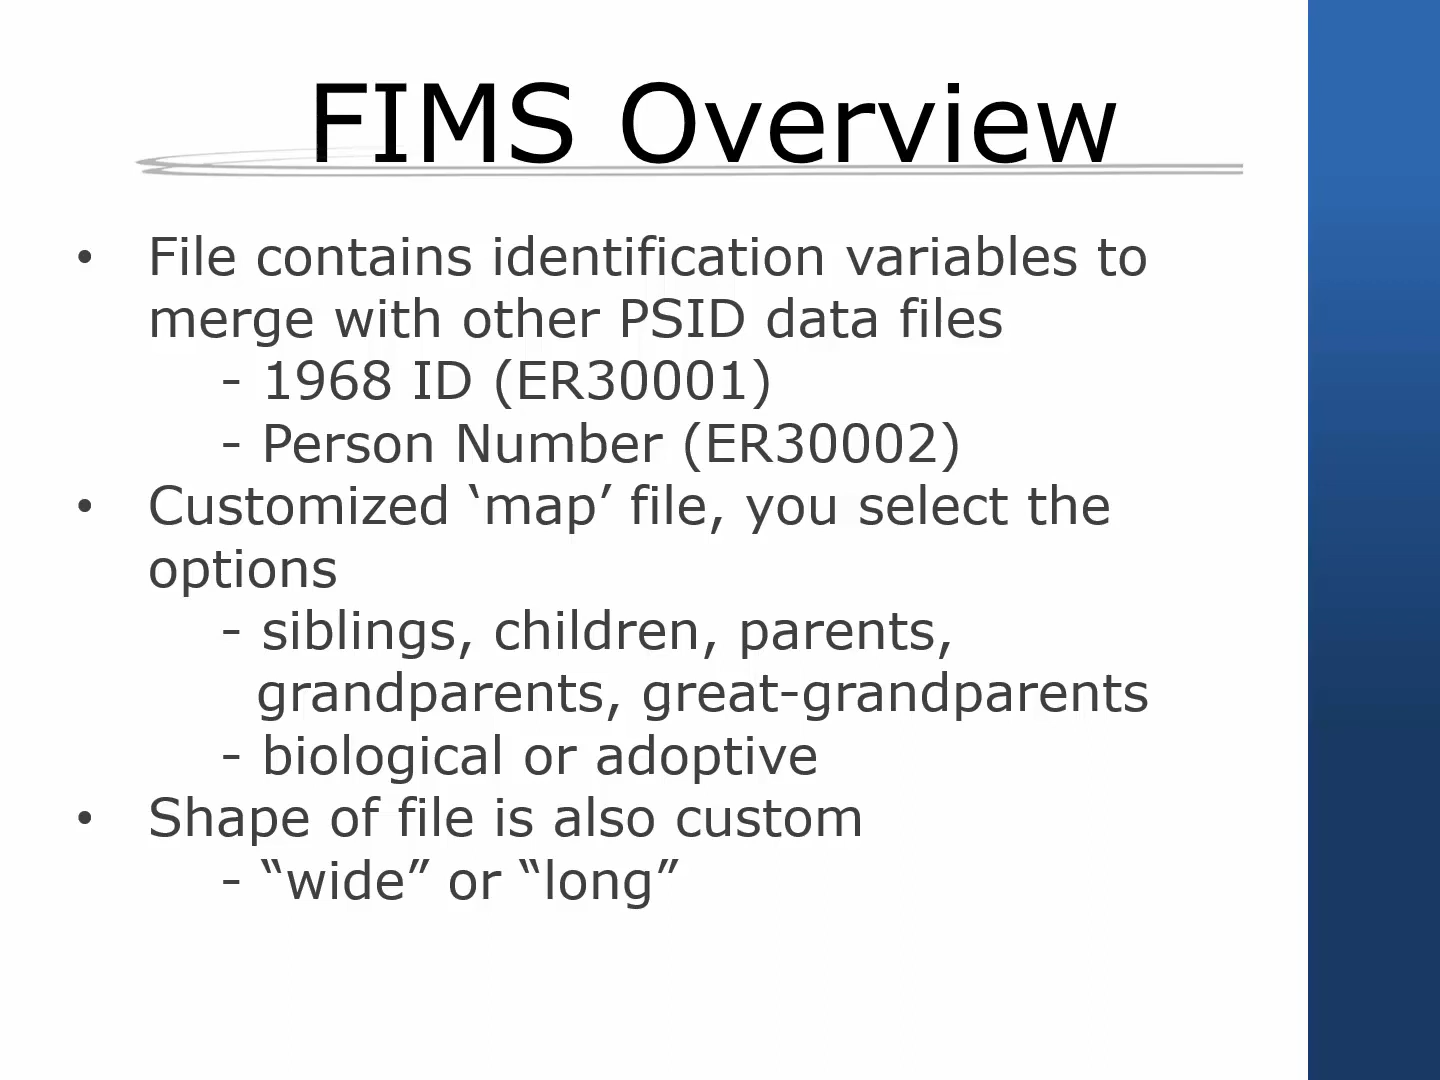 FIMS Overview
• File contains identification variables to
merge with other PSID data files
- 1968 ID (ER30001)
- Person Number (ER30002)
• Customized ‘map’ file, you select the
options
- siblings, children, parents,
grandparents, great-grandparents
- biological or adoptive
• Shape of file is also custom
- “wide” or “long”